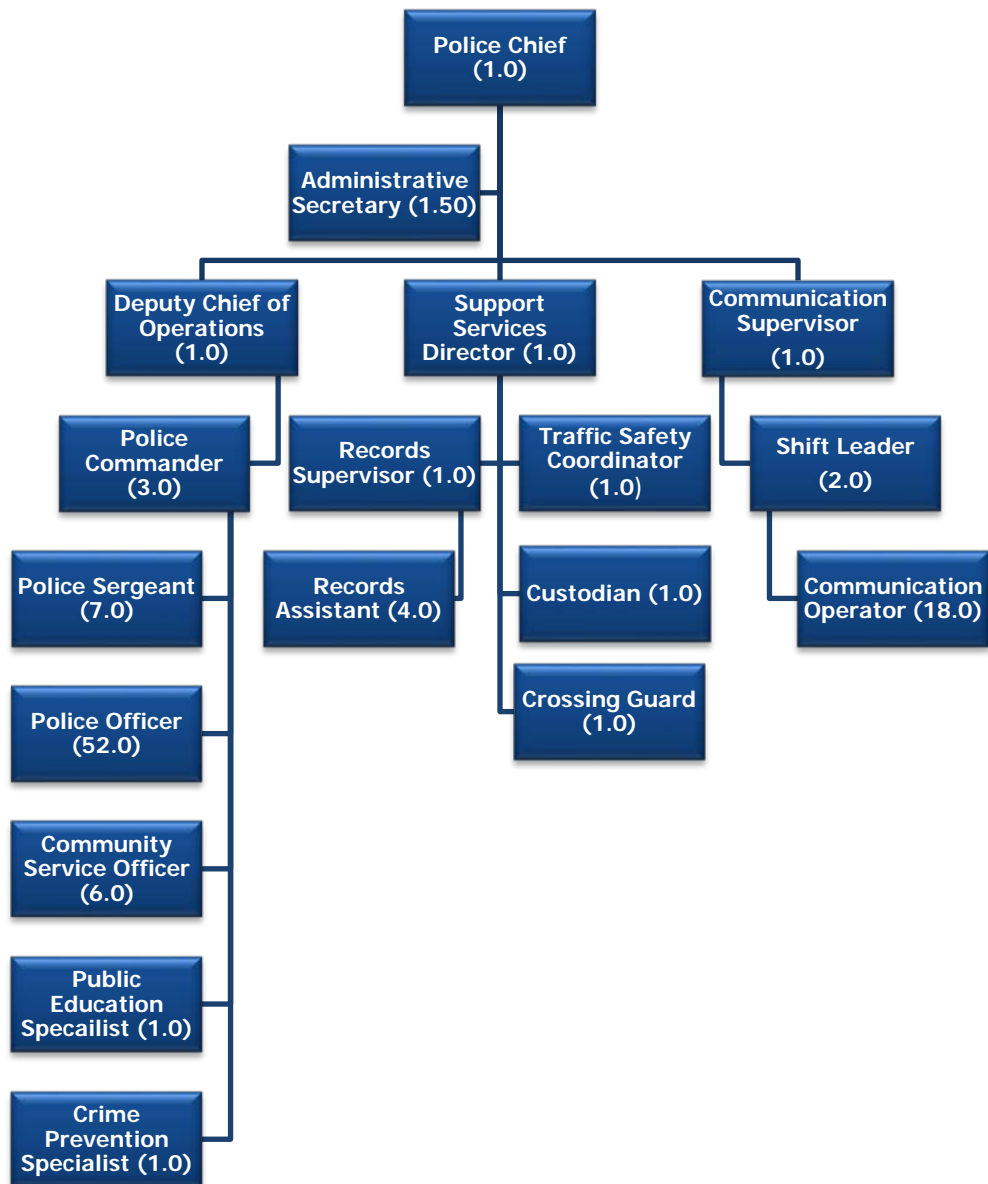 Police Chief
(1.0)
Administrative
Secretary (1.50)
Deputy Chief of
Operations
(1.0)
Support
Services
Director (1.0)
Communication
Supervisor
(1.0)
Police
Commander
(3.0)
Records
Supervisor (1.0)
Traffic Safety
Coordinator
(1.0)
Shift Leader
(2.0)
Police Sergeant
(7.0)
Records
Assistant (4.0)
Custodian (1.0)
Communication
Operator (18.0)
Police Officer
(52.0)
Crossing Guard
(1.0)
Community
Service Officer
(6.0)
Public
Education
Specailist (1.0)
Crime
Prevention
Specialist (1.0)